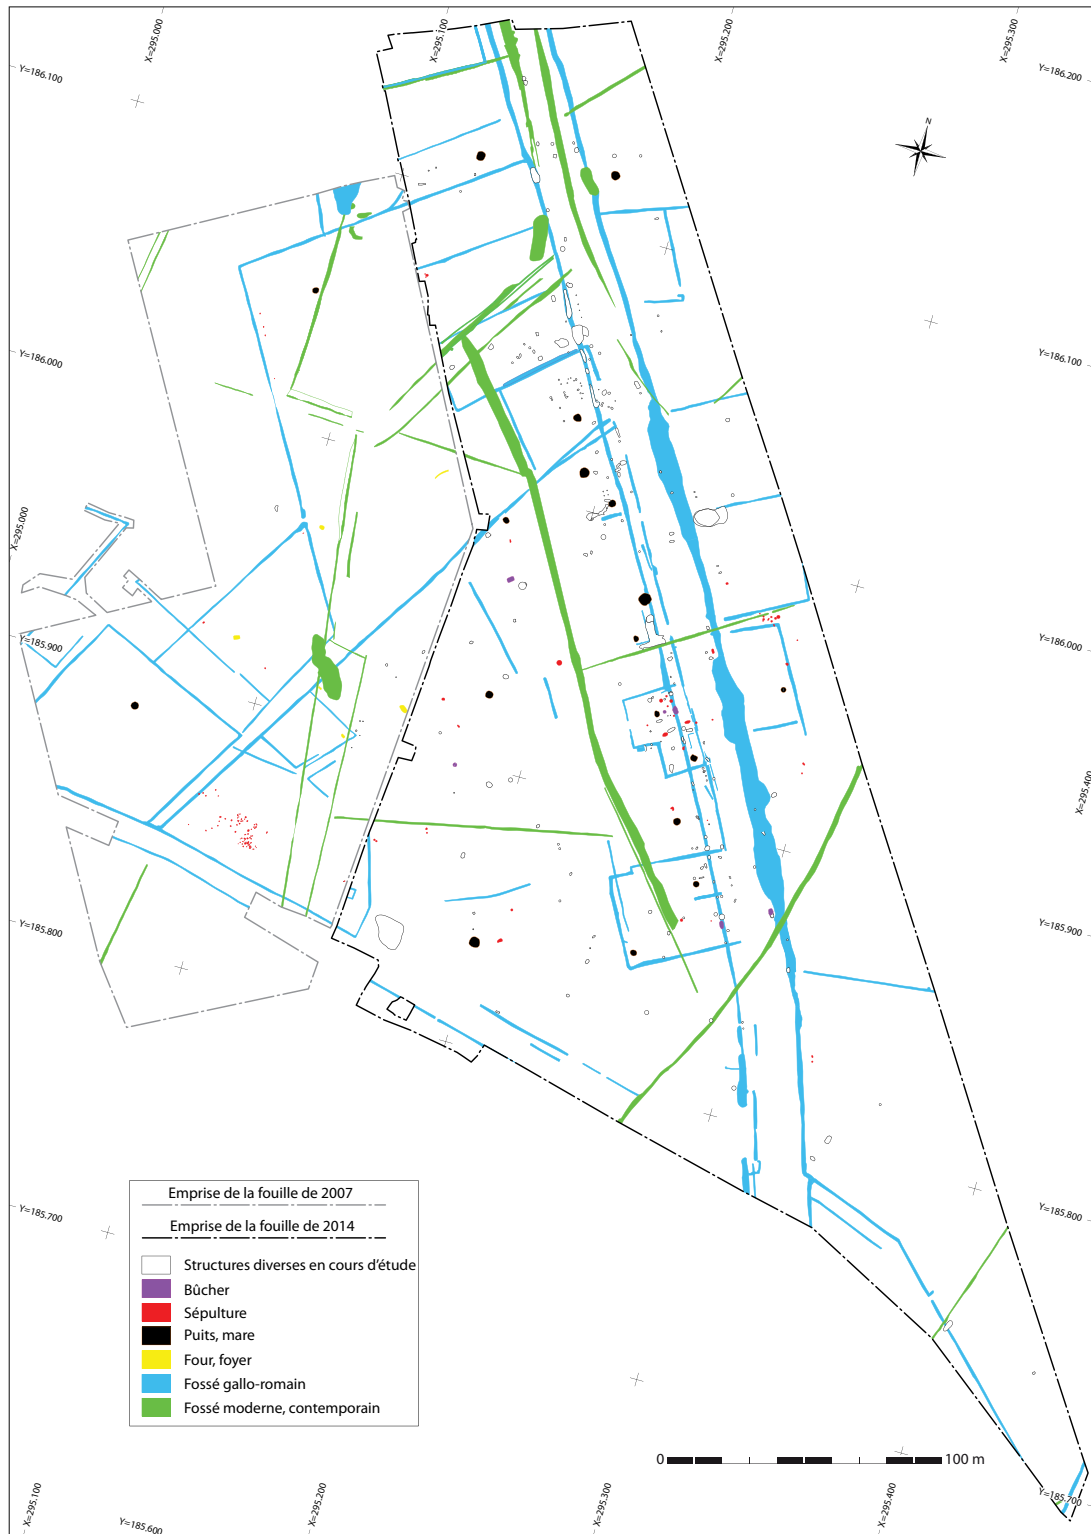 X=295.000
X=295.100
X=295.200
X=295.300
Y=186.100
Y=186.200
N
Y=186.000
Y=186.100
X=295.000
Y=185.900
Y=186.000
X=295.400
Y=185.800
Y=185.900
Y=185.700
Y=185.800
Emprise de la fouille de 2007
Emprise de la fouille de 2014
Structures diverses en cours d'étude
Bûcher
Sépulture
Puits, mare
Four, foyer
Fossé gallo-romain
Fossé moderne, contemporain
0 100 m
X=295.100
Y=185.600
X=295.200
X=295.300
X=295.400
Y=185.700